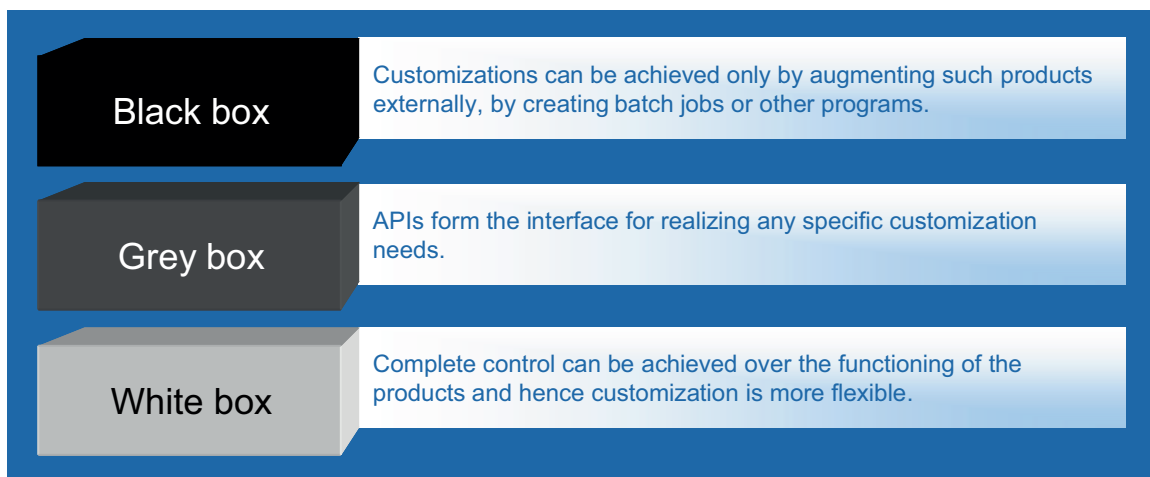 Black box
Customizations can be achieved only by augmenting such products
externally, by creating batch jobs or other programs.
Grey box
APIs form the interface for realizing any specific customization
needs.
White box
Complete control can be achieved over the functioning of the
products and hence customization is more flexible.